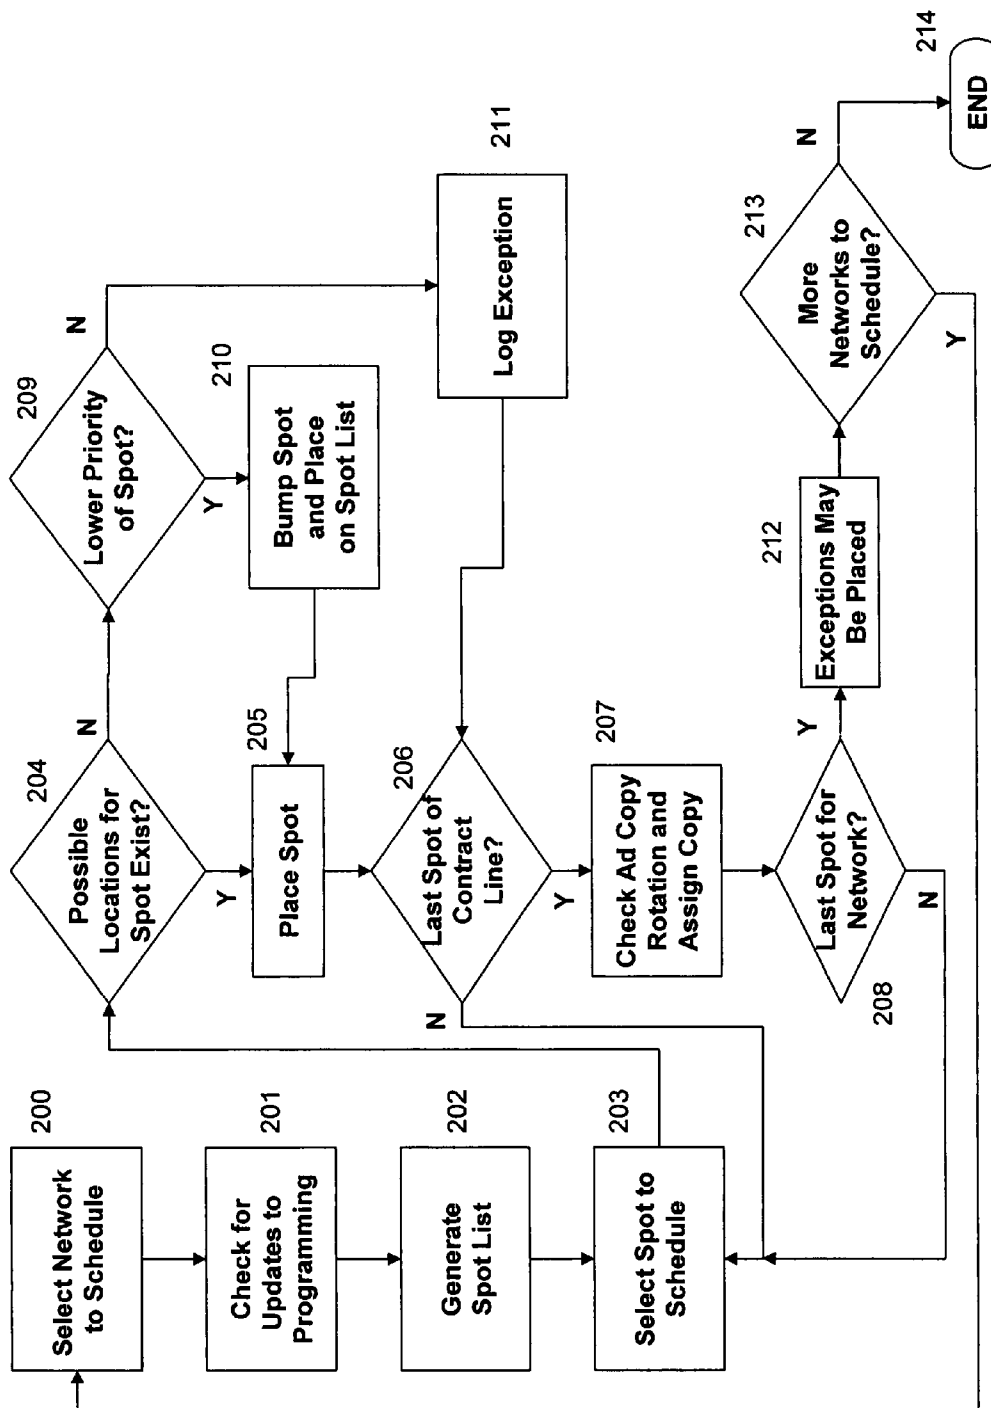 200
Select Network
to Schedule
201
Check for
Updates to
Programming
202
Generate
Spot List
203
Select Spot to
Schedule
204
Possible
Locations for
Spot Exist?
N
Y
205
Place Spot
206
Last Spot of
Contract
Line?
N
Y
207
Check Ad Copy
Rotation and
Assign Copy
208
Last Spot for
Network?
Y
N
209
Lower Priority
of Spot?
N
Y
210
Bump Spot
and Place
on Spot List
211
Log Exception
212
Exceptions May
Be Placed
213
More
Networks to
Schedule?
N
Y
214
END